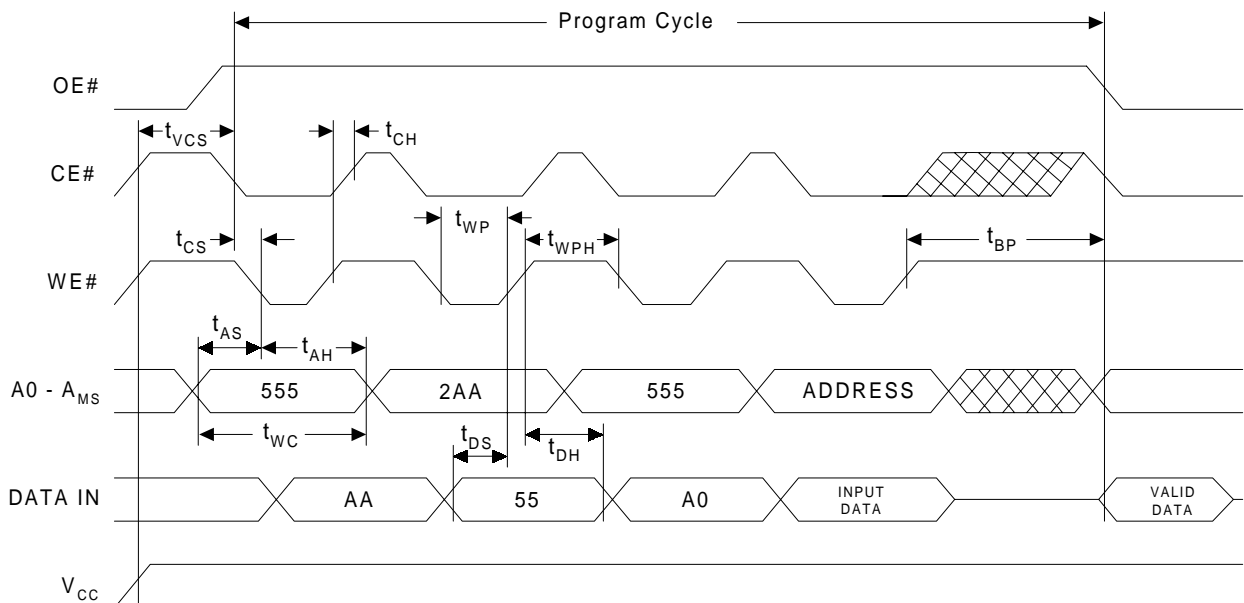 Program Cycle
OE#
tVCS
tCH
CE#
tWP
tCS
tWPH
tBP
WE#
tAS
tAH
A0 - AMS
555
2AA
555
ADDRESS
tWC
tDS
tDH
DATA IN
AA
55
A0
INPUT
DATA
VALID
DATA
VCC